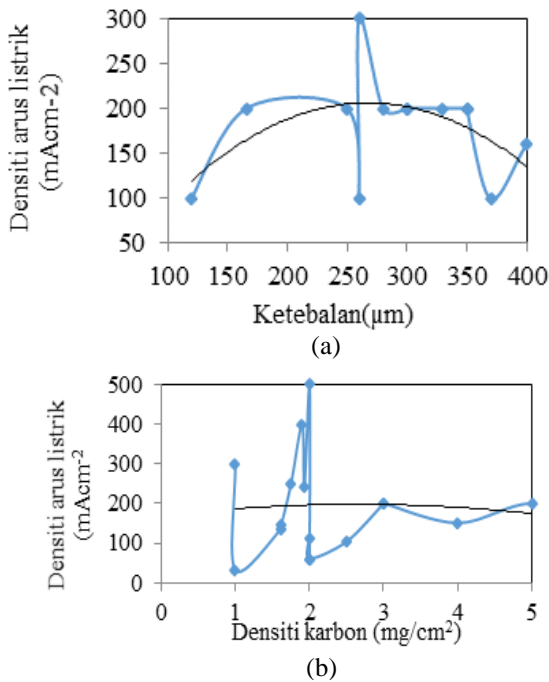 Densiti arus listrik
(mAcm-2)
300
250
200
150
100
50
100 150 200 250 300 350 400
Ketebalan(µm)
(a)
Densiti arus listrik
(mAcm-2
500
400
300
200
100
0
0 1 2 3 4 5
Densiti karbon (mg/cm2)
(b)